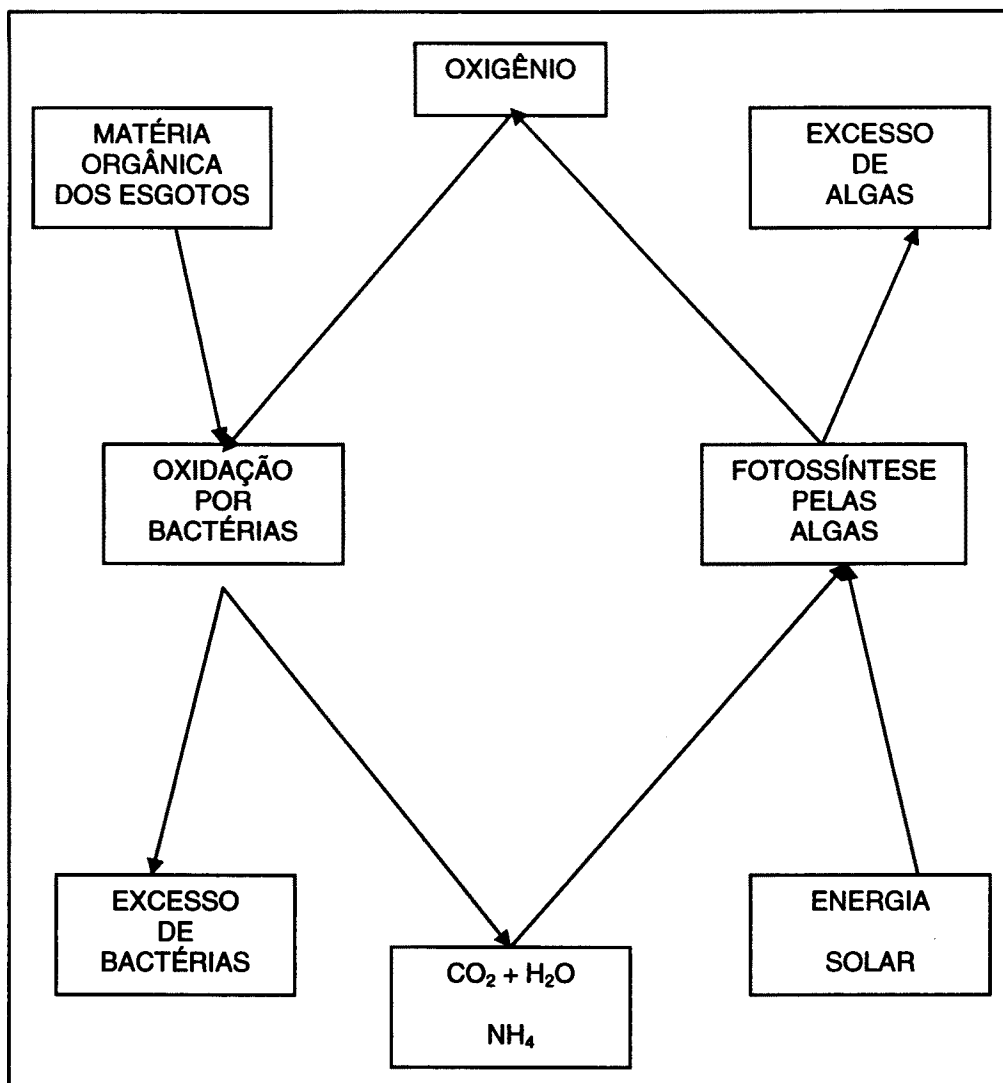 OXIGÊNIO
MATÉRIA
ORGÂNICA
DOS ESGOTOS
EXCESSO
DE
ALGAS
OXIDAÇÃO
POR
BACTÉRIAS
FOTOSSÍNTESE
PELAS
ALGAS
EXCESSO
DE
BACTÉRIAS
CO₂ + H₂O
NH₄
ENERGIA
SOLAR